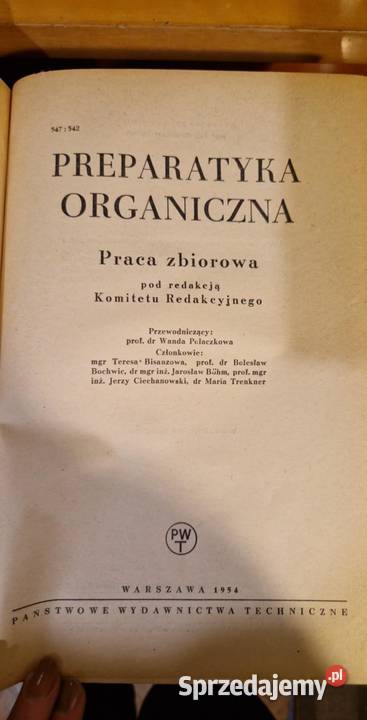 547 : 542
PREPARATYKA
ORGANICZNA
Praca zbiorowa
pod redakcją
Komitetu Redakcyjnego
Przewodniczący:
prof. dr Wanda Polaczkowa
Członkowie:
mgr Teresa Bisanzowa, prof. dr Bolesław
Bochwic, dr mgr inż. Jarosław Böhm, prof. mgr
inż. Jerzy Ciechanowski, dr Maria Trenkner
PW
T
WARSZAWA 1954
PAŃSTWOWE WYDAWNICTWA TECHNICZNE
Sprzedajemy.pl